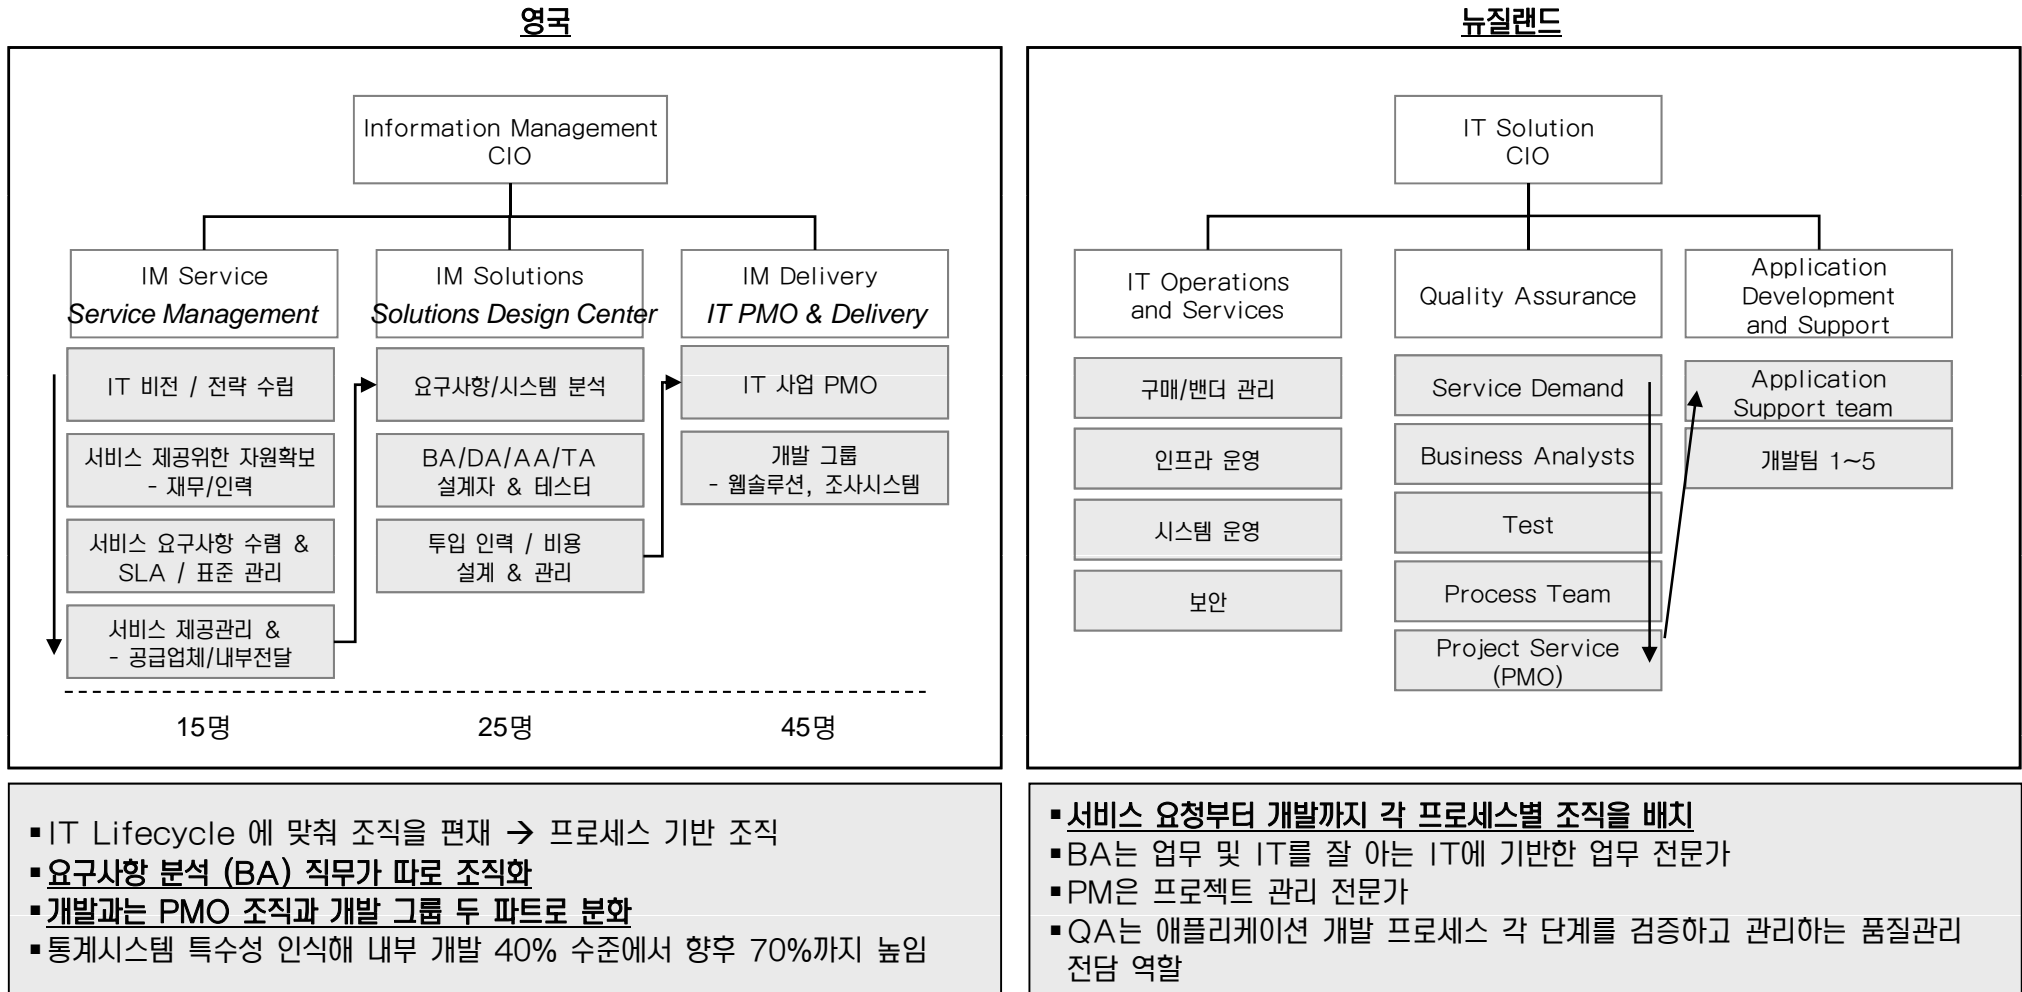 영국
Information Management
CIO
IM Service
Service Management
IM Solutions
Solutions Design Center
IM Delivery
IT PMO & Delivery
IT 비전 / 전략 수립
서비스 제공위한 자원확보
- 재무/인력
서비스 요구사항 수렴 &
SLA / 표준 관리
서비스 제공관리 &
- 공급업체/내부전달
요구사항/시스템 분석
BA/DA/AA/TA
설계자 & 테스터
투입 인력 / 비용
설계 & 관리
IT 사업 PMO
개발 그룹
- 웹솔루션, 조사시스템
15명
25명
45명
▪IT Lifecycle 에 맞춰 조직을 편재 → 프로세스 기반 조직
▪요구사항 분석 (BA) 직무가 따로 조직화
▪개발과는 PMO 조직과 개발 그룹 두 파트로 분화
▪통계시스템 특수성 인식해 내부 개발 40% 수준에서 향후 70%까지 높임
뉴질랜드
IT Solution
CIO
IT Operations
and Services
Quality Assurance
Application
Development
and Support
구매/밴더 관리
인프라 운영
시스템 운영
보안
Service Demand
Business Analysts
Test
Process Team
Project Service
(PMO)
Application
Support team
개발팀 1~5
▪서비스 요청부터 개발까지 각 프로세스별 조직을 배치
▪BA는 업무 및 IT를 잘 아는 IT에 기반한 업무 전문가
▪PM은 프로젝트 관리 전문가
▪QA는 애플리케이션 개발 프로세스 각 단계를 검증하고 관리하는 품질관리
전담 역할